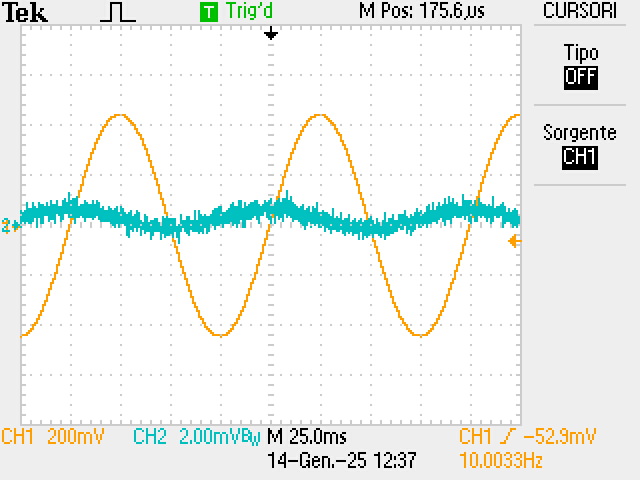 Tek T Trig'd M Pos: 175.6µs CURSORI
Tipo
OFF
Sorgente
CH1
2
CH1 200mV CH2 2.00mVBW M 25.0ms CH1 -52.9mV
14-Gen.-25 12:37 10.0033Hz